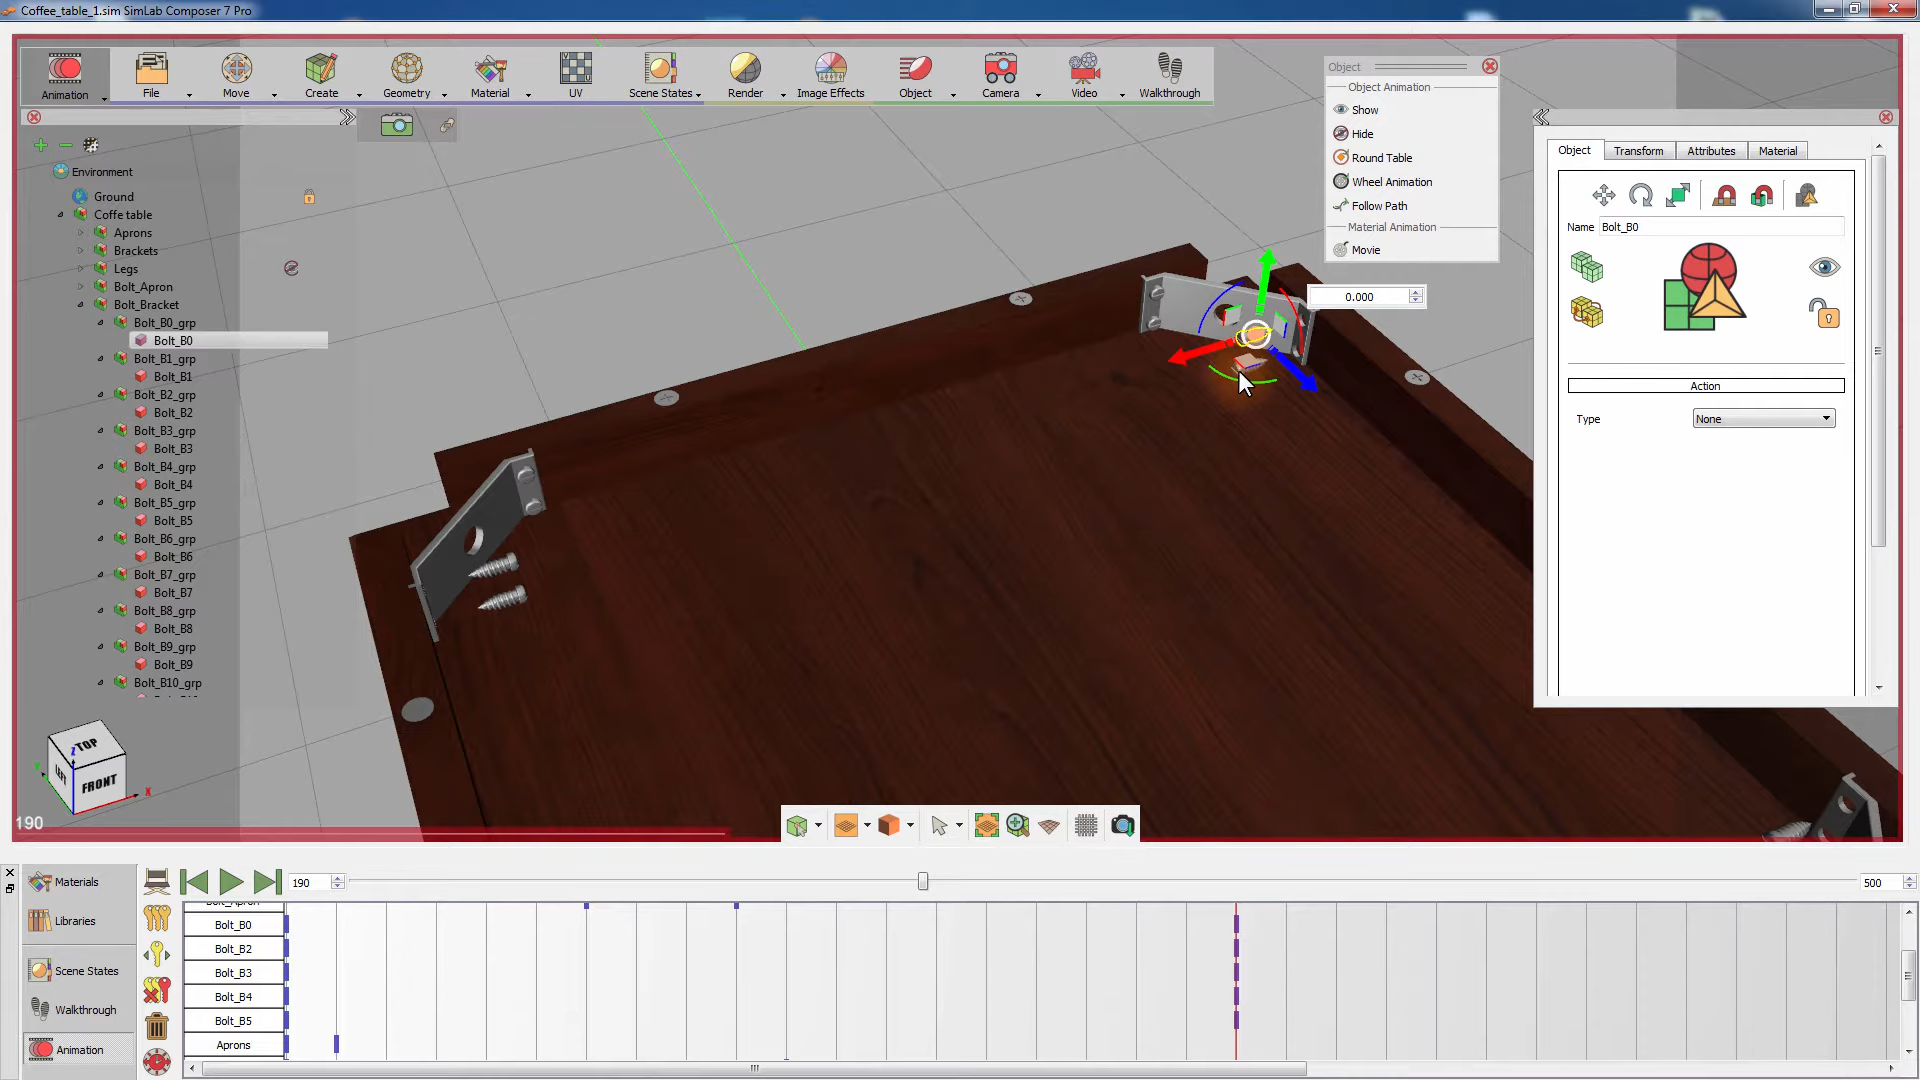 Coffee_table_1.sim SimLab Composer 7 Pro
Animation
File
Move
Create
Geometry
Material
UV
Scene States
Render
Image Effects
Object
Camera
Video
Walkthrough
Object
Object Animation
Show
Hide
Round Table
Wheel Animation
Follow Path
Material Animation
Movie
Environment
Ground
Coffe table
Aprons
Brackets
Legs
Bolt_Apron
Bolt_Bracket
Bolt_B0_grp
Bolt_B0
Bolt_B1_grp
Bolt_B1
Bolt_B2_grp
Bolt_B2
Bolt_B3_grp
Bolt_B3
Bolt_B4_grp
Bolt_B4
Bolt_B5_grp
Bolt_B5
Bolt_B6_grp
Bolt_B6
Bolt_B7_grp
Bolt_B7
Bolt_B8_grp
Bolt_B8
Bolt_B9_grp
Bolt_B9
Bolt_B10_grp
0.000
Object Transform Attributes Material
Name Bolt_B0
Action
Type None
TOP
LEFT FRONT
Z
Y
X
190
Materials
Libraries
Scene States
Walkthrough
Animation
190
500
Bolt_Apron
Bolt_B0
Bolt_B2
Bolt_B3
Bolt_B4
Bolt_B5
Aprons